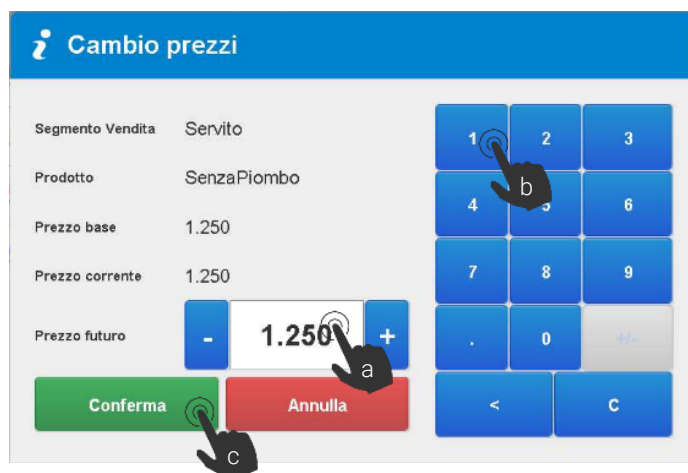 i Cambio prezzi
Segmento Vendita Servito
Prodotto SenzaPiombo
Prezzo base 1.250
Prezzo corrente 1.250
Prezzo futuro - 1.250 +
a
Conferma Annulla
c
1 2 3
b
4 5 6
7 8 9
. 0 +/-
< C